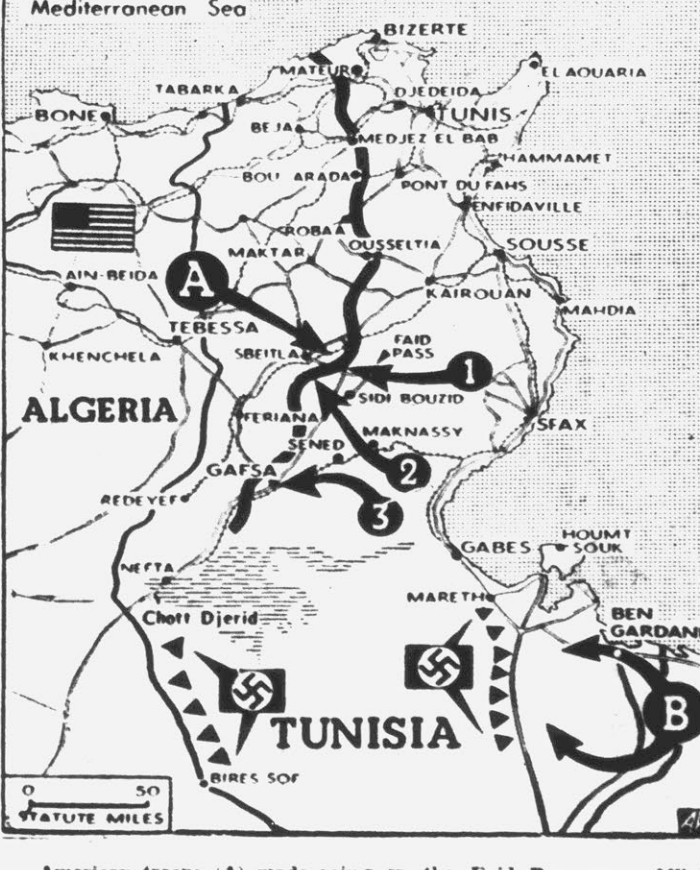 Mediterranean Sea
BIZERTE
MATEUR
EL AOUARIA
TABARKA
DJEDEIDA
BONE
TUNIS
BEJA
MEDJEZ EL BAB
HAMMAMET
BOU ARADA
PONT DU FAHS
ENFIDAVILLE
ROBAA
OUSSELTIA
SOUSSE
MAKTAR
A
AIN-BEIDA
KAIROUAN
MAHDIA
TEBESSA
FAID
PASS
KHENCHELA
SBEITLA
1
SIDI BOUZID
ALGERIA
FERIANA
SFAX
MAKNASSY
SENED
GAFSA
2
REDEYEF
3
HOUMT
SOUK
GABES
NEFTA
MARETH
BEN
GARDANE
Chott Djerid
B
TUNISIA
BIRES SOF
0 50
STATUTE MILES